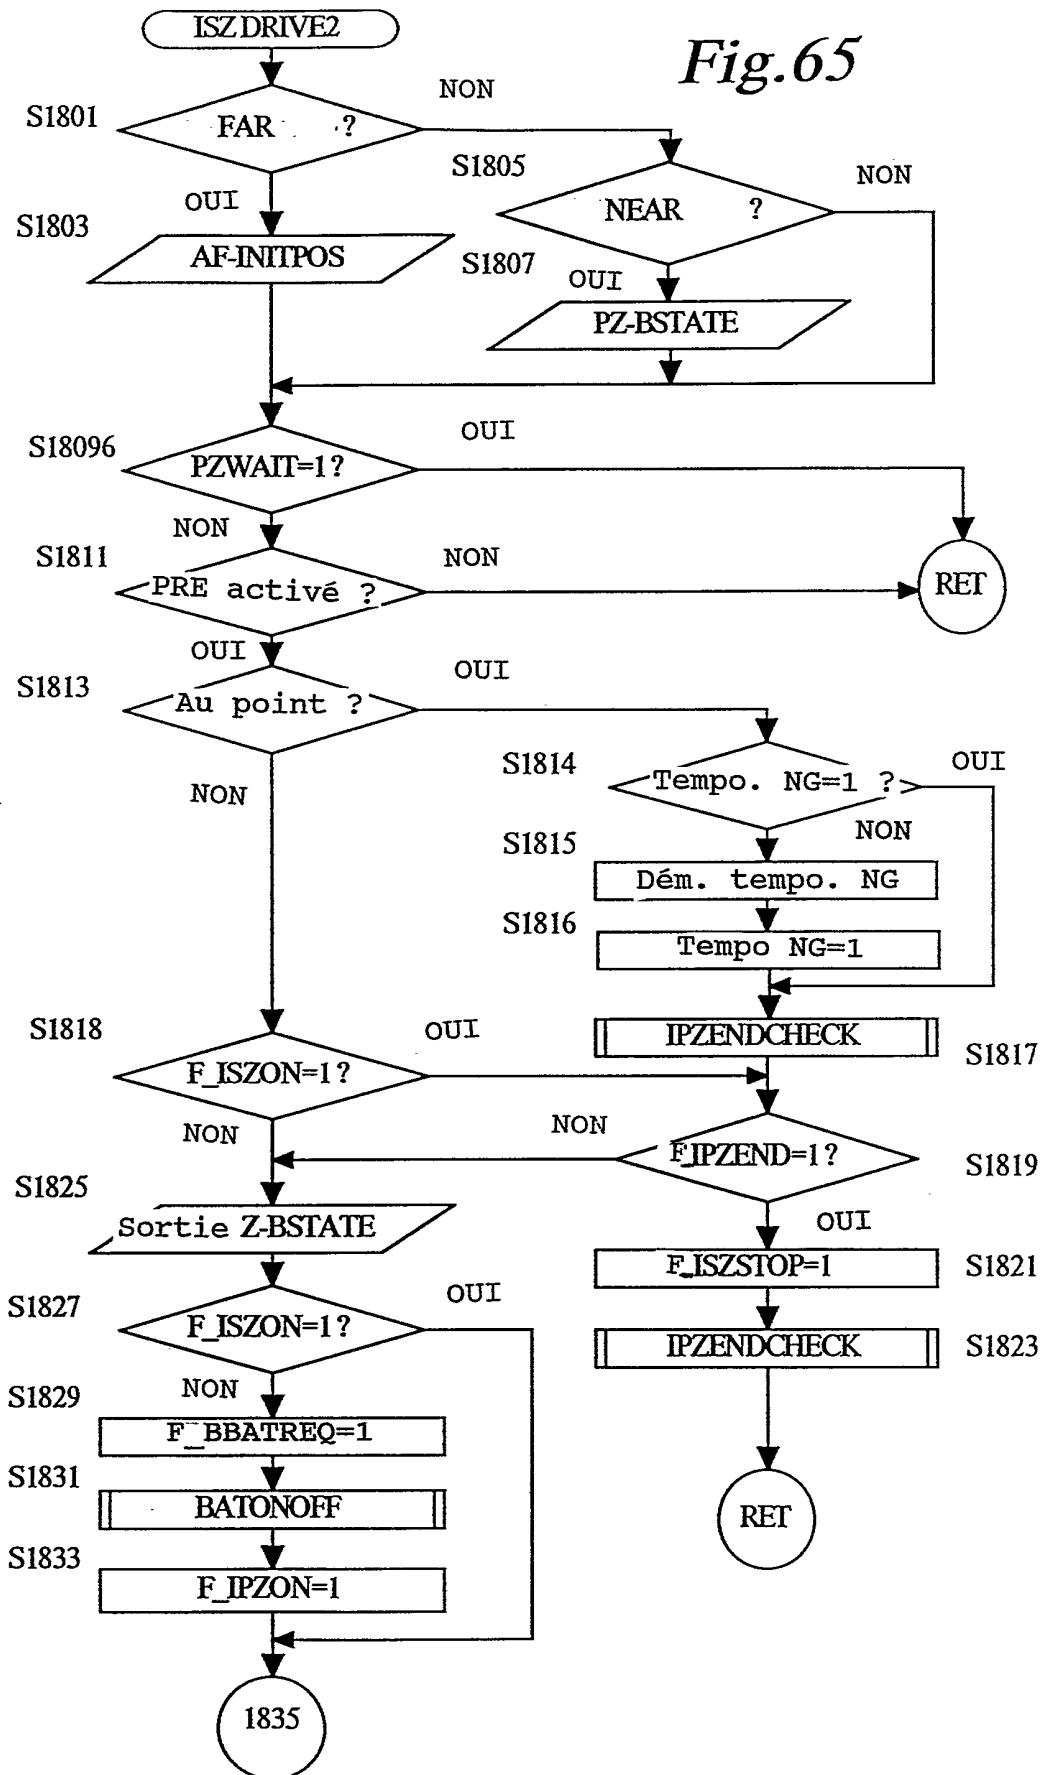 ISZ DRIVE2
Fig.65
NON
S1801
FAR ?
S1805
NON
OUI
NEAR ?
S1803
AF-INITPOS
S1807
OUI
PZ-BSTATE
S18096
OUI
PZWAIT=1?
NON
S1811
NON
PRE activé ?
RET
OUI
S1813
OUI
Au point ?
S1814
OUI
Tempo. NG=1 ?
NON
NON
S1815
Dém. tempo. NG
S1816
Tempo NG=1
S1818
OUI
IPZENDCHECK
S1817
F_ISZON=1?
NON
NON
F_IPZEND=1?
S1819
S1825
Sortie Z-BSTATE
OUI
F_ISZSTOP=1
S1821
S1827
OUI
F_ISZON=1?
IPZENDCHECK
S1823
NON
S1829
F_BBATREQ=1
S1831
BATONOFF
RET
S1833
F_IPZON=1
1835